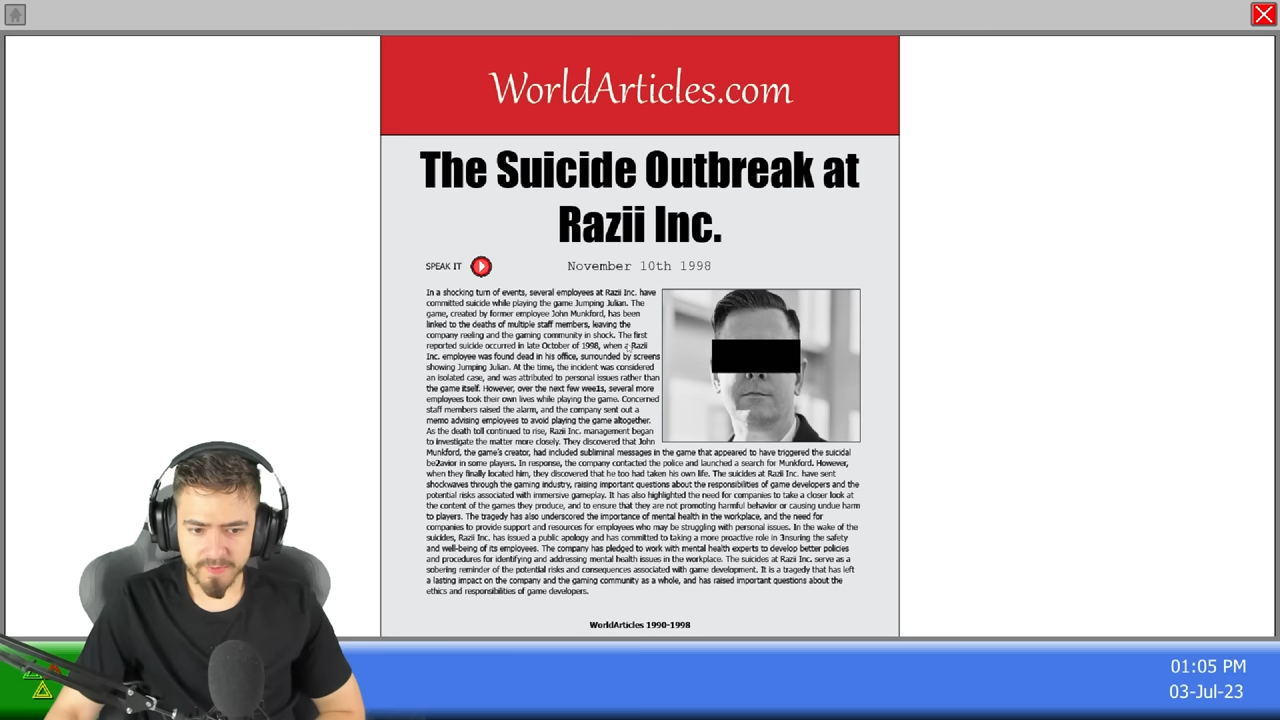 WorldArticles.com
The Suicide Outbreak at
Razii Inc.
SPEAK IT
November 10th 1998
In a shocking turn of events, several employees at Razii Inc. have
committed suicide while playing the game Jumping Julian. The
game, created by former employee John Munkford, has been
linked to the deaths of multiple staff members, leaving the
company reeling and the gaming community in shock. The first
reported suicide occurred in late October of 1998, when a Razii
Inc. employee was found dead in his office, surrounded by screens
showing Jumping Julian. At the time, the incident was considered
an isolated case, and was attributed to personal issues rather than
the game itself. However, over the next few wee1s, several more
employees took their own lives while playing the game. Concerned
staff members raised the alarm, and the company sent out a
memo advising employees to avoid playing the game altogether.
As the death toll continued to rise, Razii Inc. management began
to investigate the matter more closely. They discovered that John
Munkford, the game's creator, had included subliminal messages in the game that appeared to have triggered the suicidal
be2avior in some players. In response, the company contacted the police and launched a search for Munkford. However,
when they finally located him, they discovered that he too had taken his own life. The suicides at Razii Inc. have sent
shockwaves through the gaming industry, raising important questions about the responsibilities of game developers and the
potential risks associated with immersive gameplay. It has also highlighted the need for companies to take a closer look at
the content of the games they produce, and to ensure that they are not promoting harmful behavior or causing undue harm
to players. The tragedy has also underscored the importance of mental health in the workplace, and the need for
companies to provide support and resources for employees who may be struggling with personal issues. In the wake of the
suicides, Razii Inc. has issued a public apology and has committed to taking a more proactive role in 3nsuring the safety
and well-being of its employees. The company has pledged to work with mental health experts to develop better policies
and procedures for identifying and addressing mental health issues in the workplace. The suicides at Razii Inc. serve as a
sobering reminder of the potential risks and consequences associated with game development. It is a tragedy that has left
a lasting impact on the company and the gaming community as a whole, and has raised important questions about the
ethics and responsibilities of game developers.
WorldArticles 1990-1998
01:05 PM
03-Jul-23